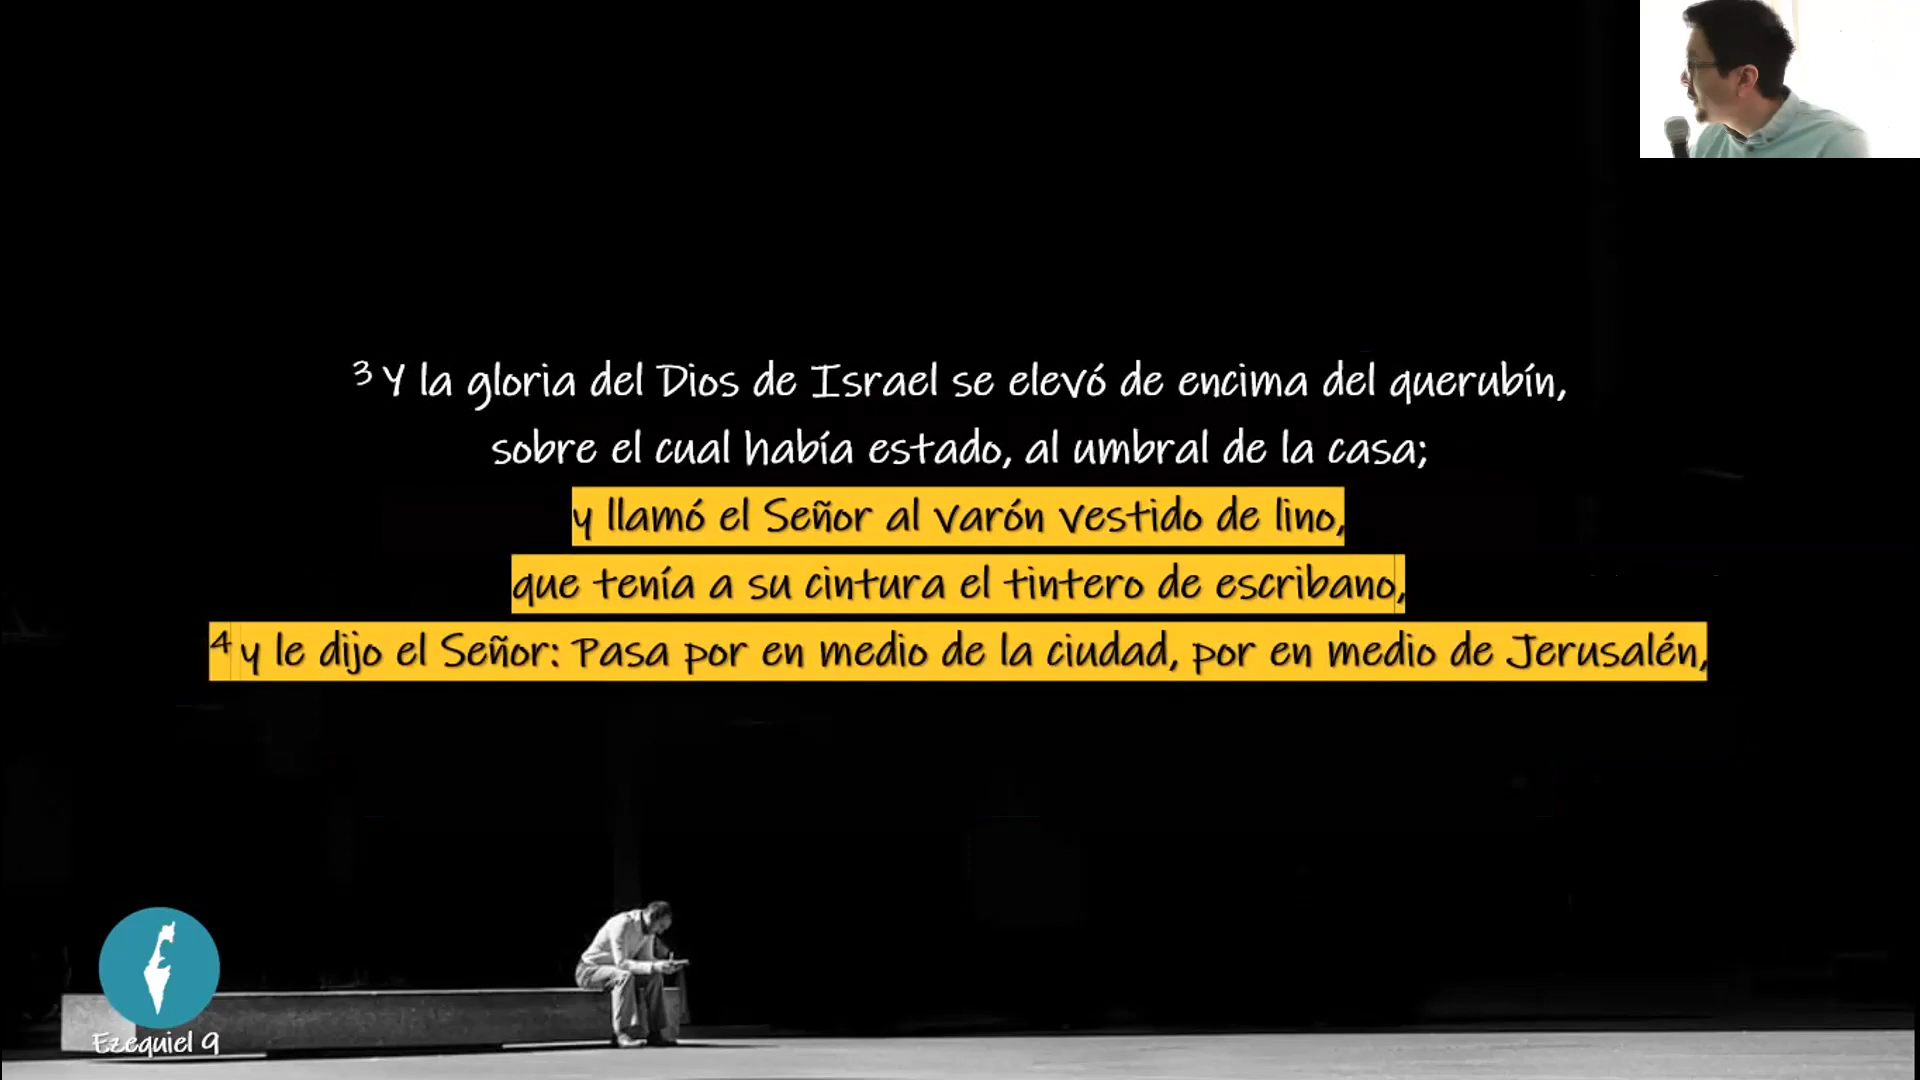 ³ Y la gloria del Dios de Israel se elevó de encima del querubín,
sobre el cual había estado, al umbral de la casa;
y llamó el Señor al varón vestido de lino,
que tenía a su cintura el tintero de escribano,
⁴ y le dijo el Señor: Pasa por en medio de la ciudad, por en medio de Jerusalén,
Ezequiel 9